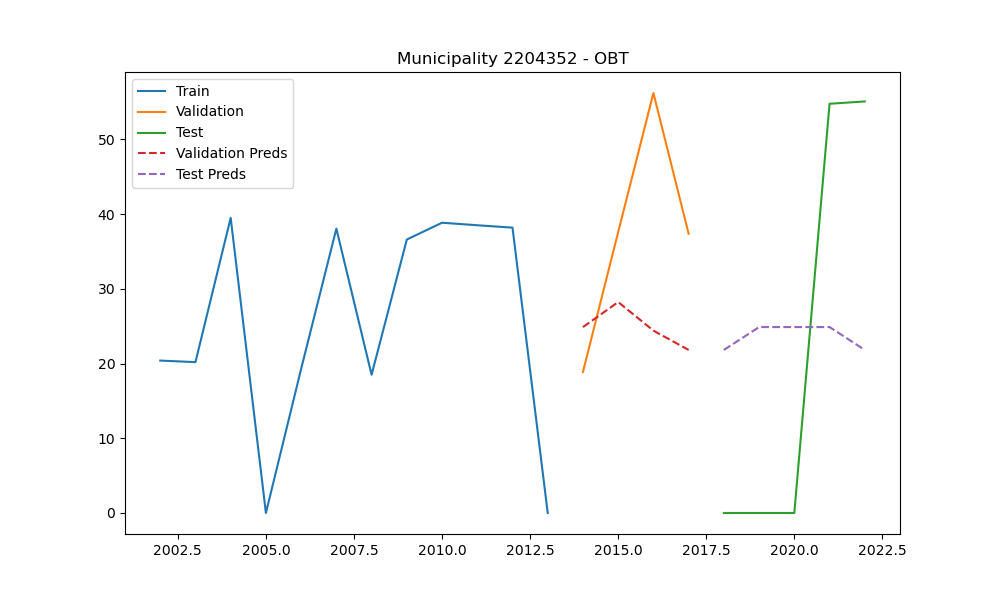 Municipality 2204352 - OBT
Train
Validation
Test
Validation Preds
Test Preds
50
40
30
20
10
0
2002.5 2005.0 2007.5 2010.0 2012.5 2015.0 2017.5 2020.0 2022.5